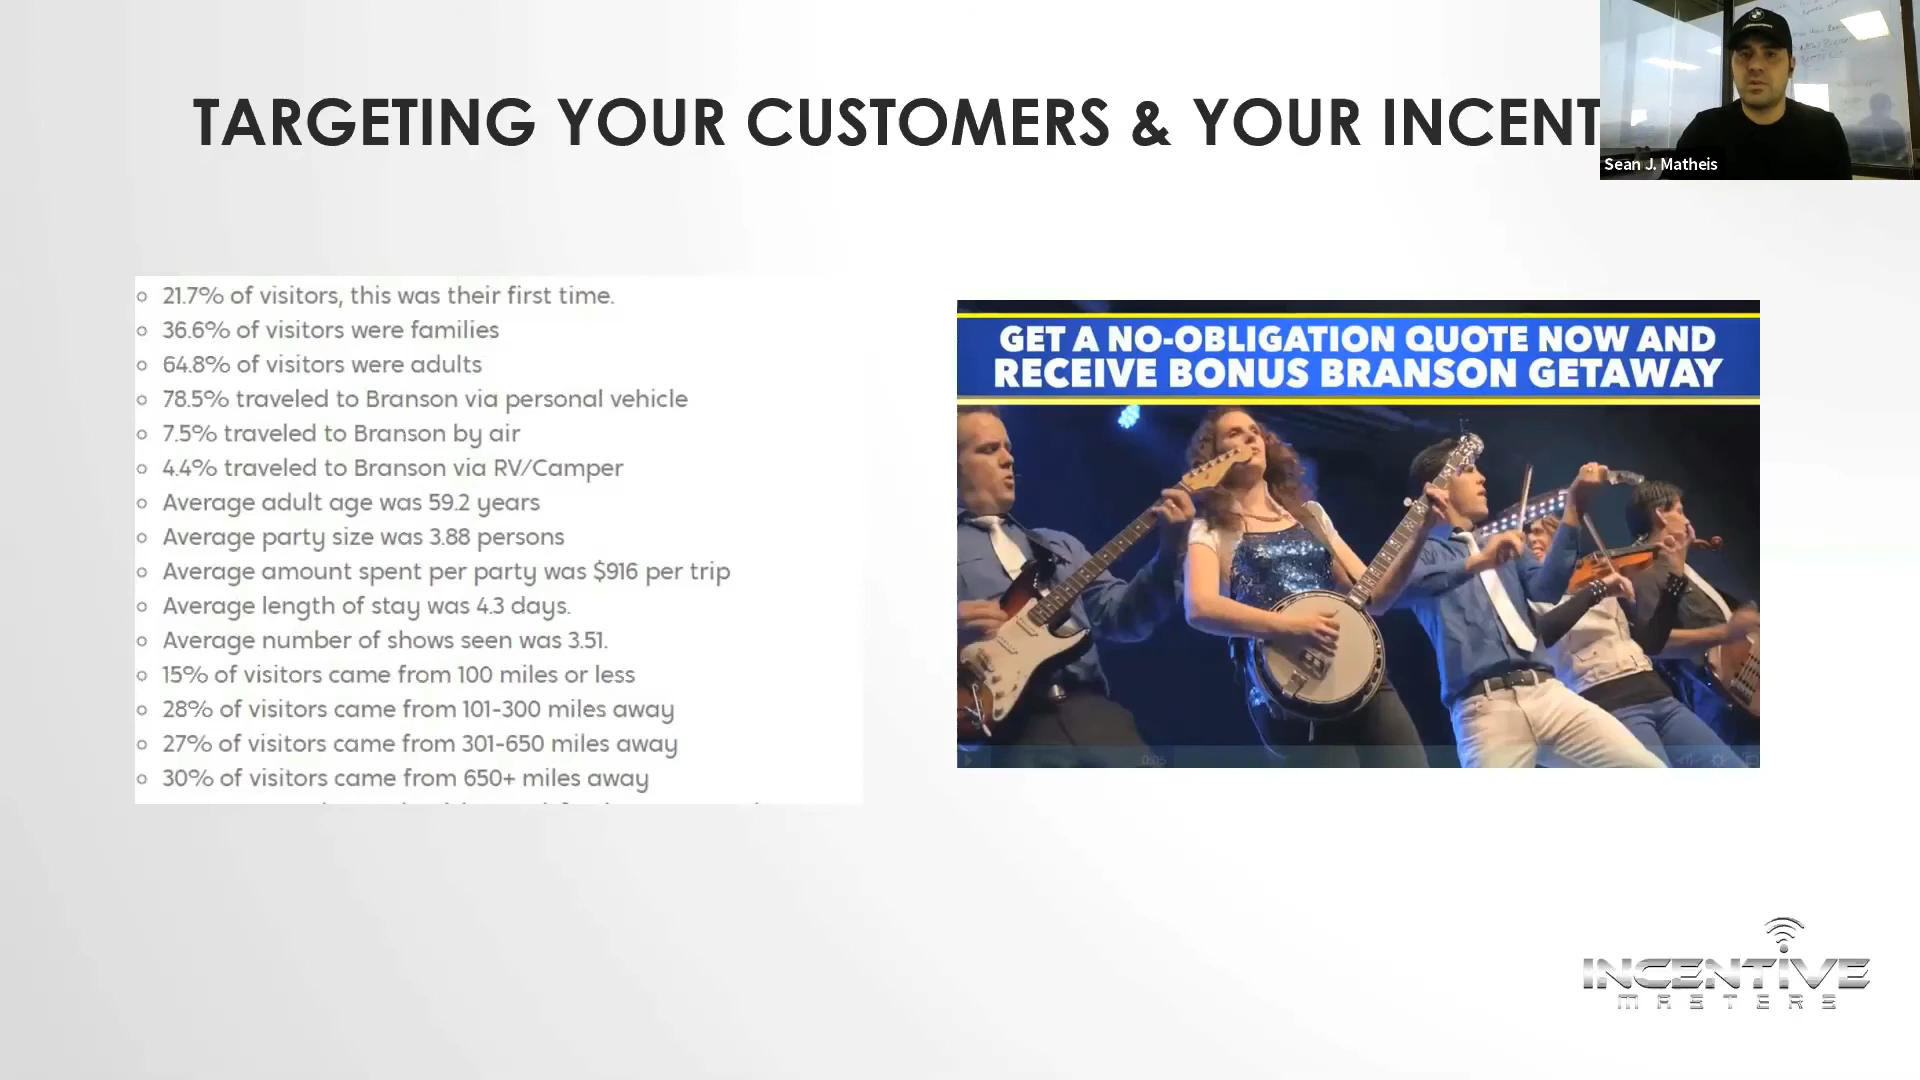 TARGETING YOUR CUSTOMERS & YOUR INCENT
Sean J. Matheis
21.7% of visitors, this was their first time.
36.6% of visitors were families
64.8% of visitors were adults
78.5% traveled to Branson via personal vehicle
7.5% traveled to Branson by air
4.4% traveled to Branson via RV/Camper
Average adult age was 59.2 years
Average party size was 3.88 persons
Average amount spent per party was $916 per trip
Average length of stay was 4.3 days.
Average number of shows seen was 3.51.
15% of visitors came from 100 miles or less
28% of visitors came from 101-300 miles away
27% of visitors came from 301-650 miles away
30% of visitors came from 650+ miles away
GET A NO-OBLIGATION QUOTE NOW AND
RECEIVE BONUS BRANSON GETAWAY
INCENTIVE
MASTERS